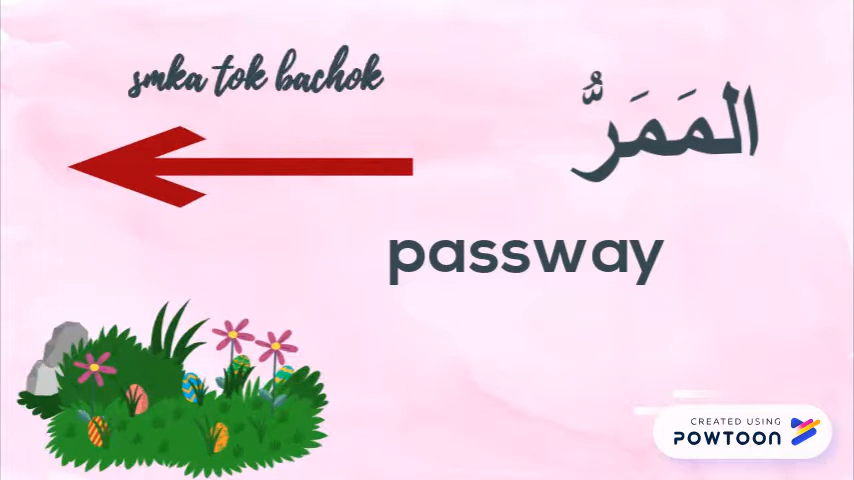 smka tok bachok
المَمَرُّ
passway
CREATED USING
POWTOON